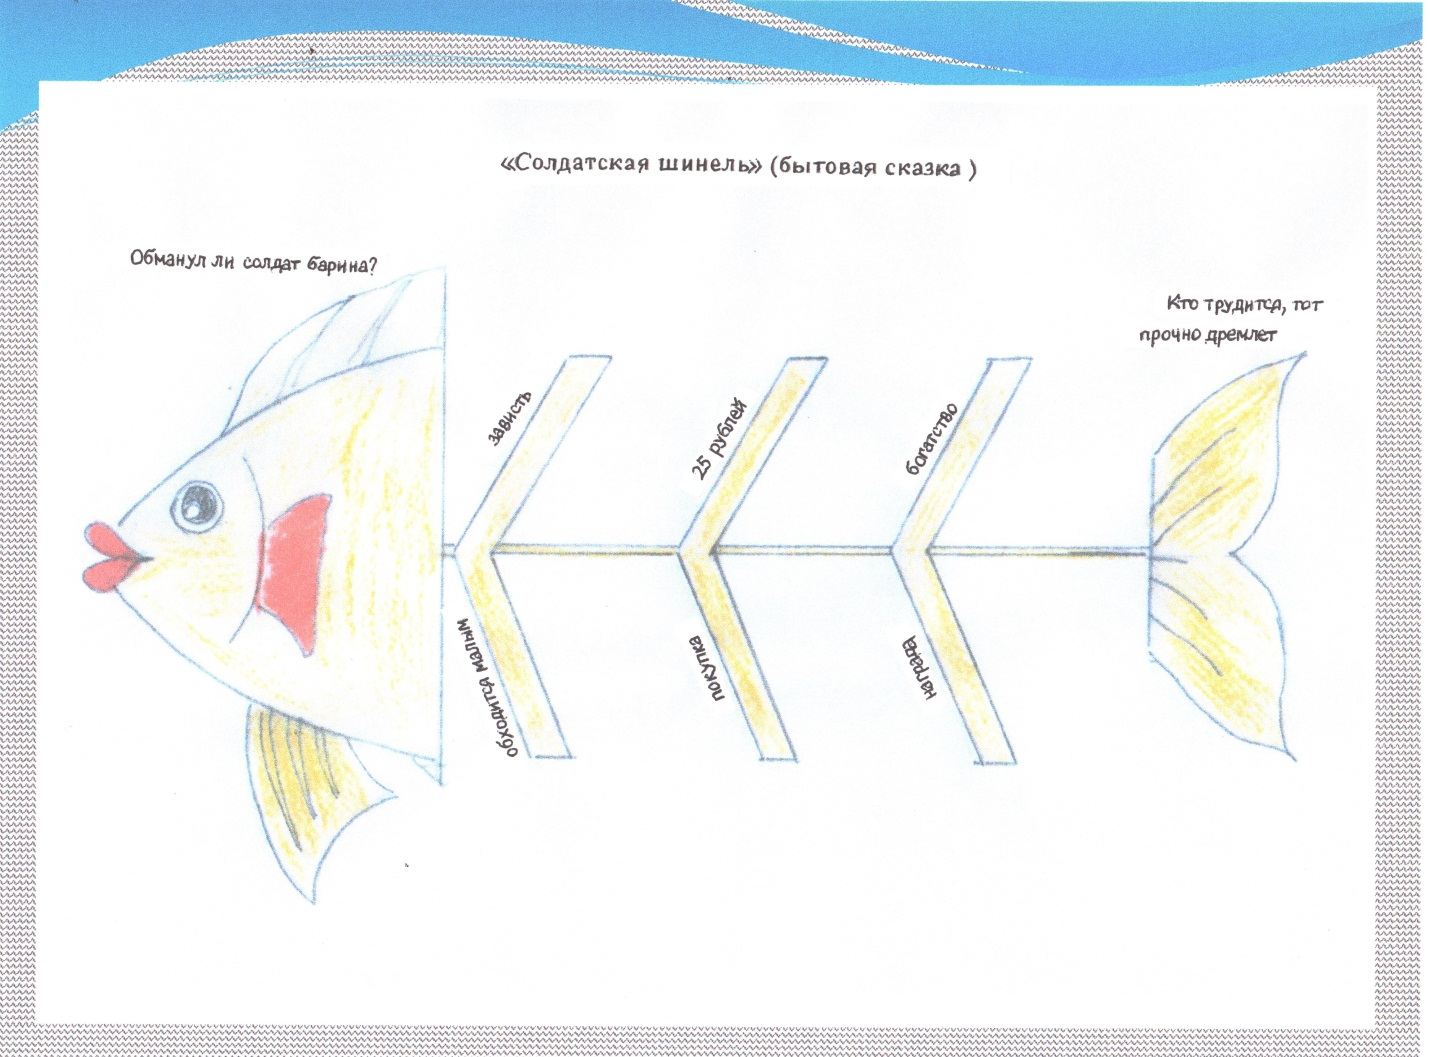 «Солдатская шинель» (бытовая сказка )
Обманул ли солдат барина?
Кто трудится, тот
прочно дремлет
зависть
25 рублей
богатство
обходится малым
покупка
награда